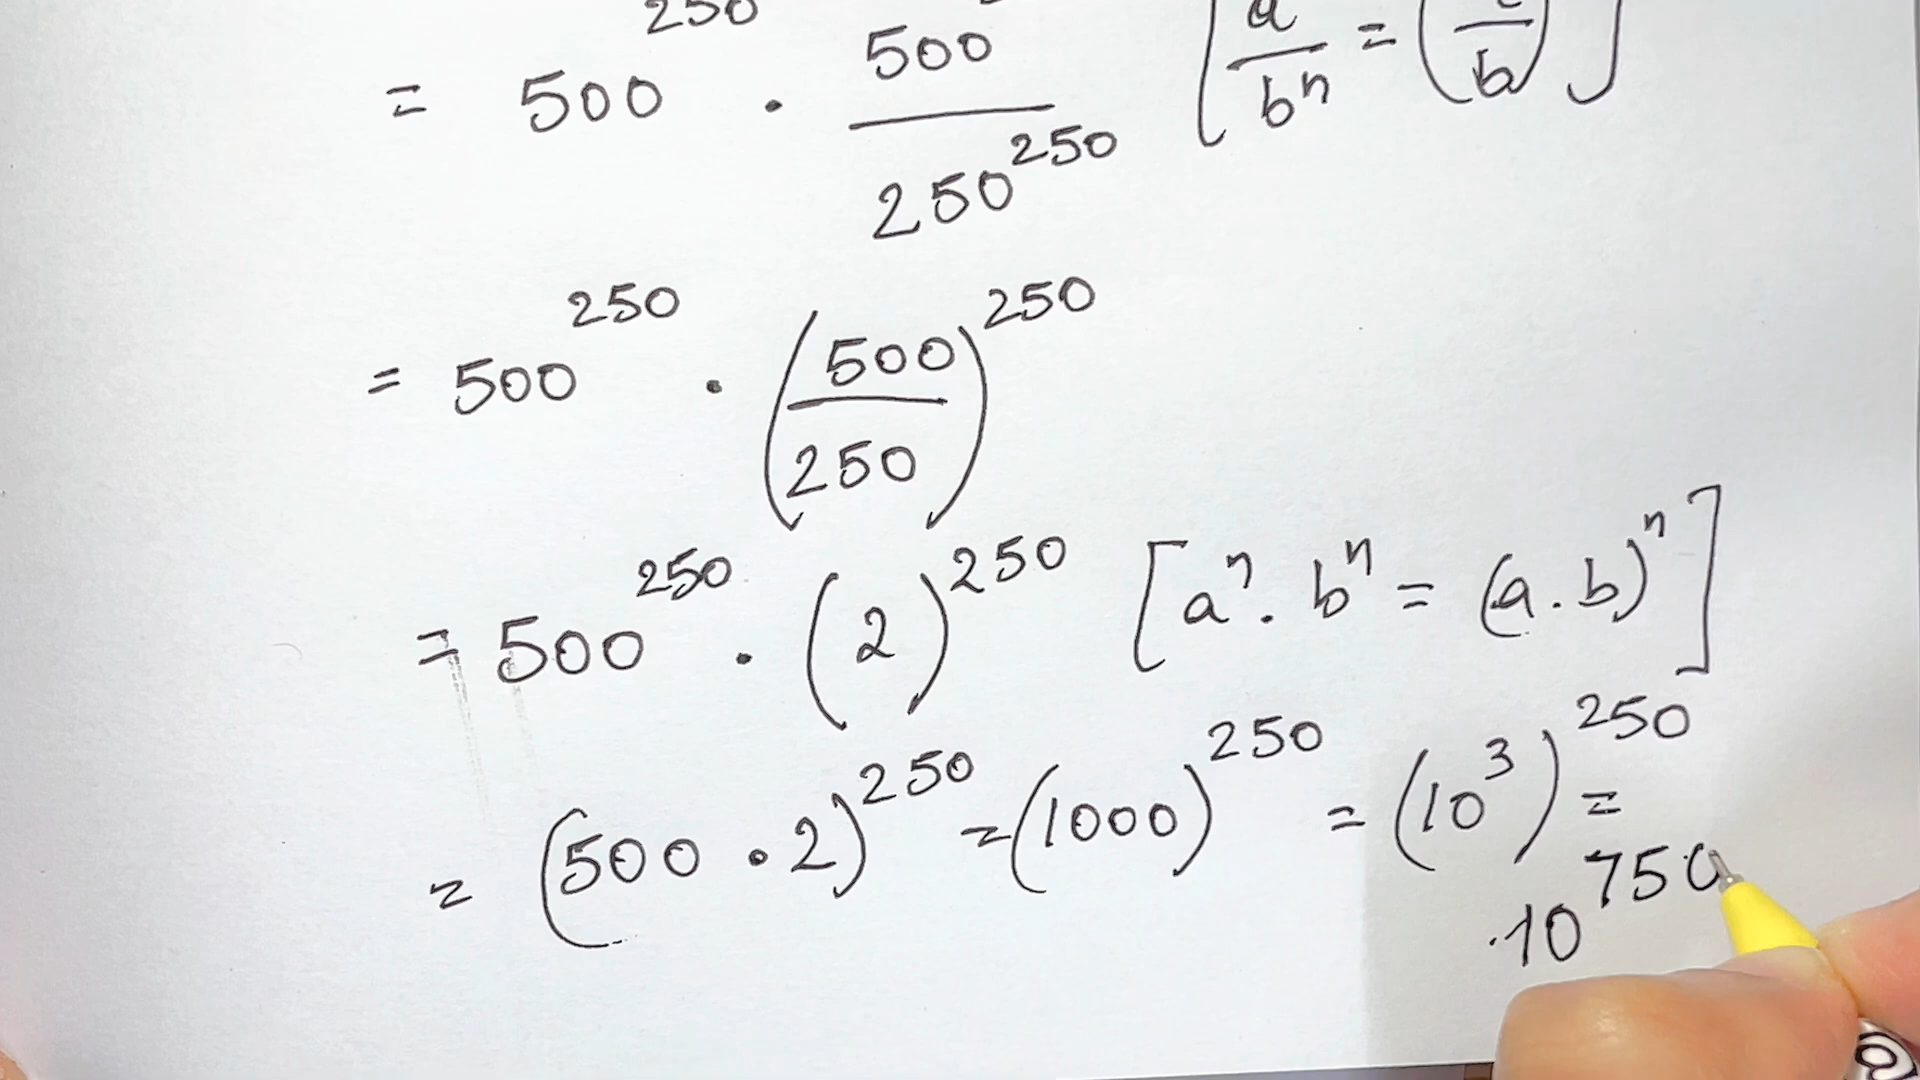 = 500^250 · 500 / 250^250 [a / b^n = ( / b)]
= 500^250 · (500/250)^250
= 500^250 · (2)^250 [a^n . b^n = (a . b)^n]
= (500 · 2)^250 = (1000)^250 = (10^3)^250 =
10^750